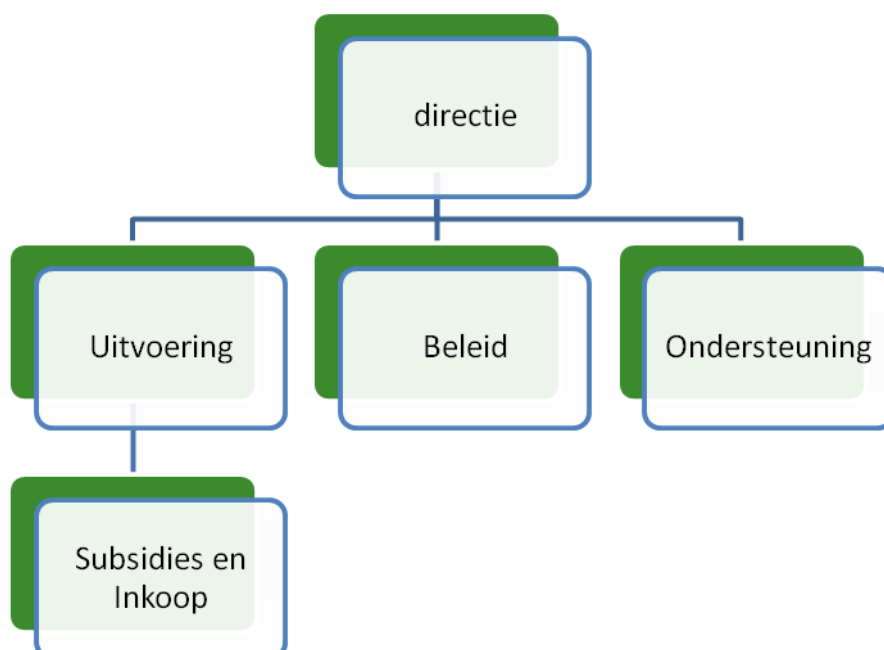 directie
Uitvoering
Beleid
Ondersteuning
Subsidies en
Inkoop